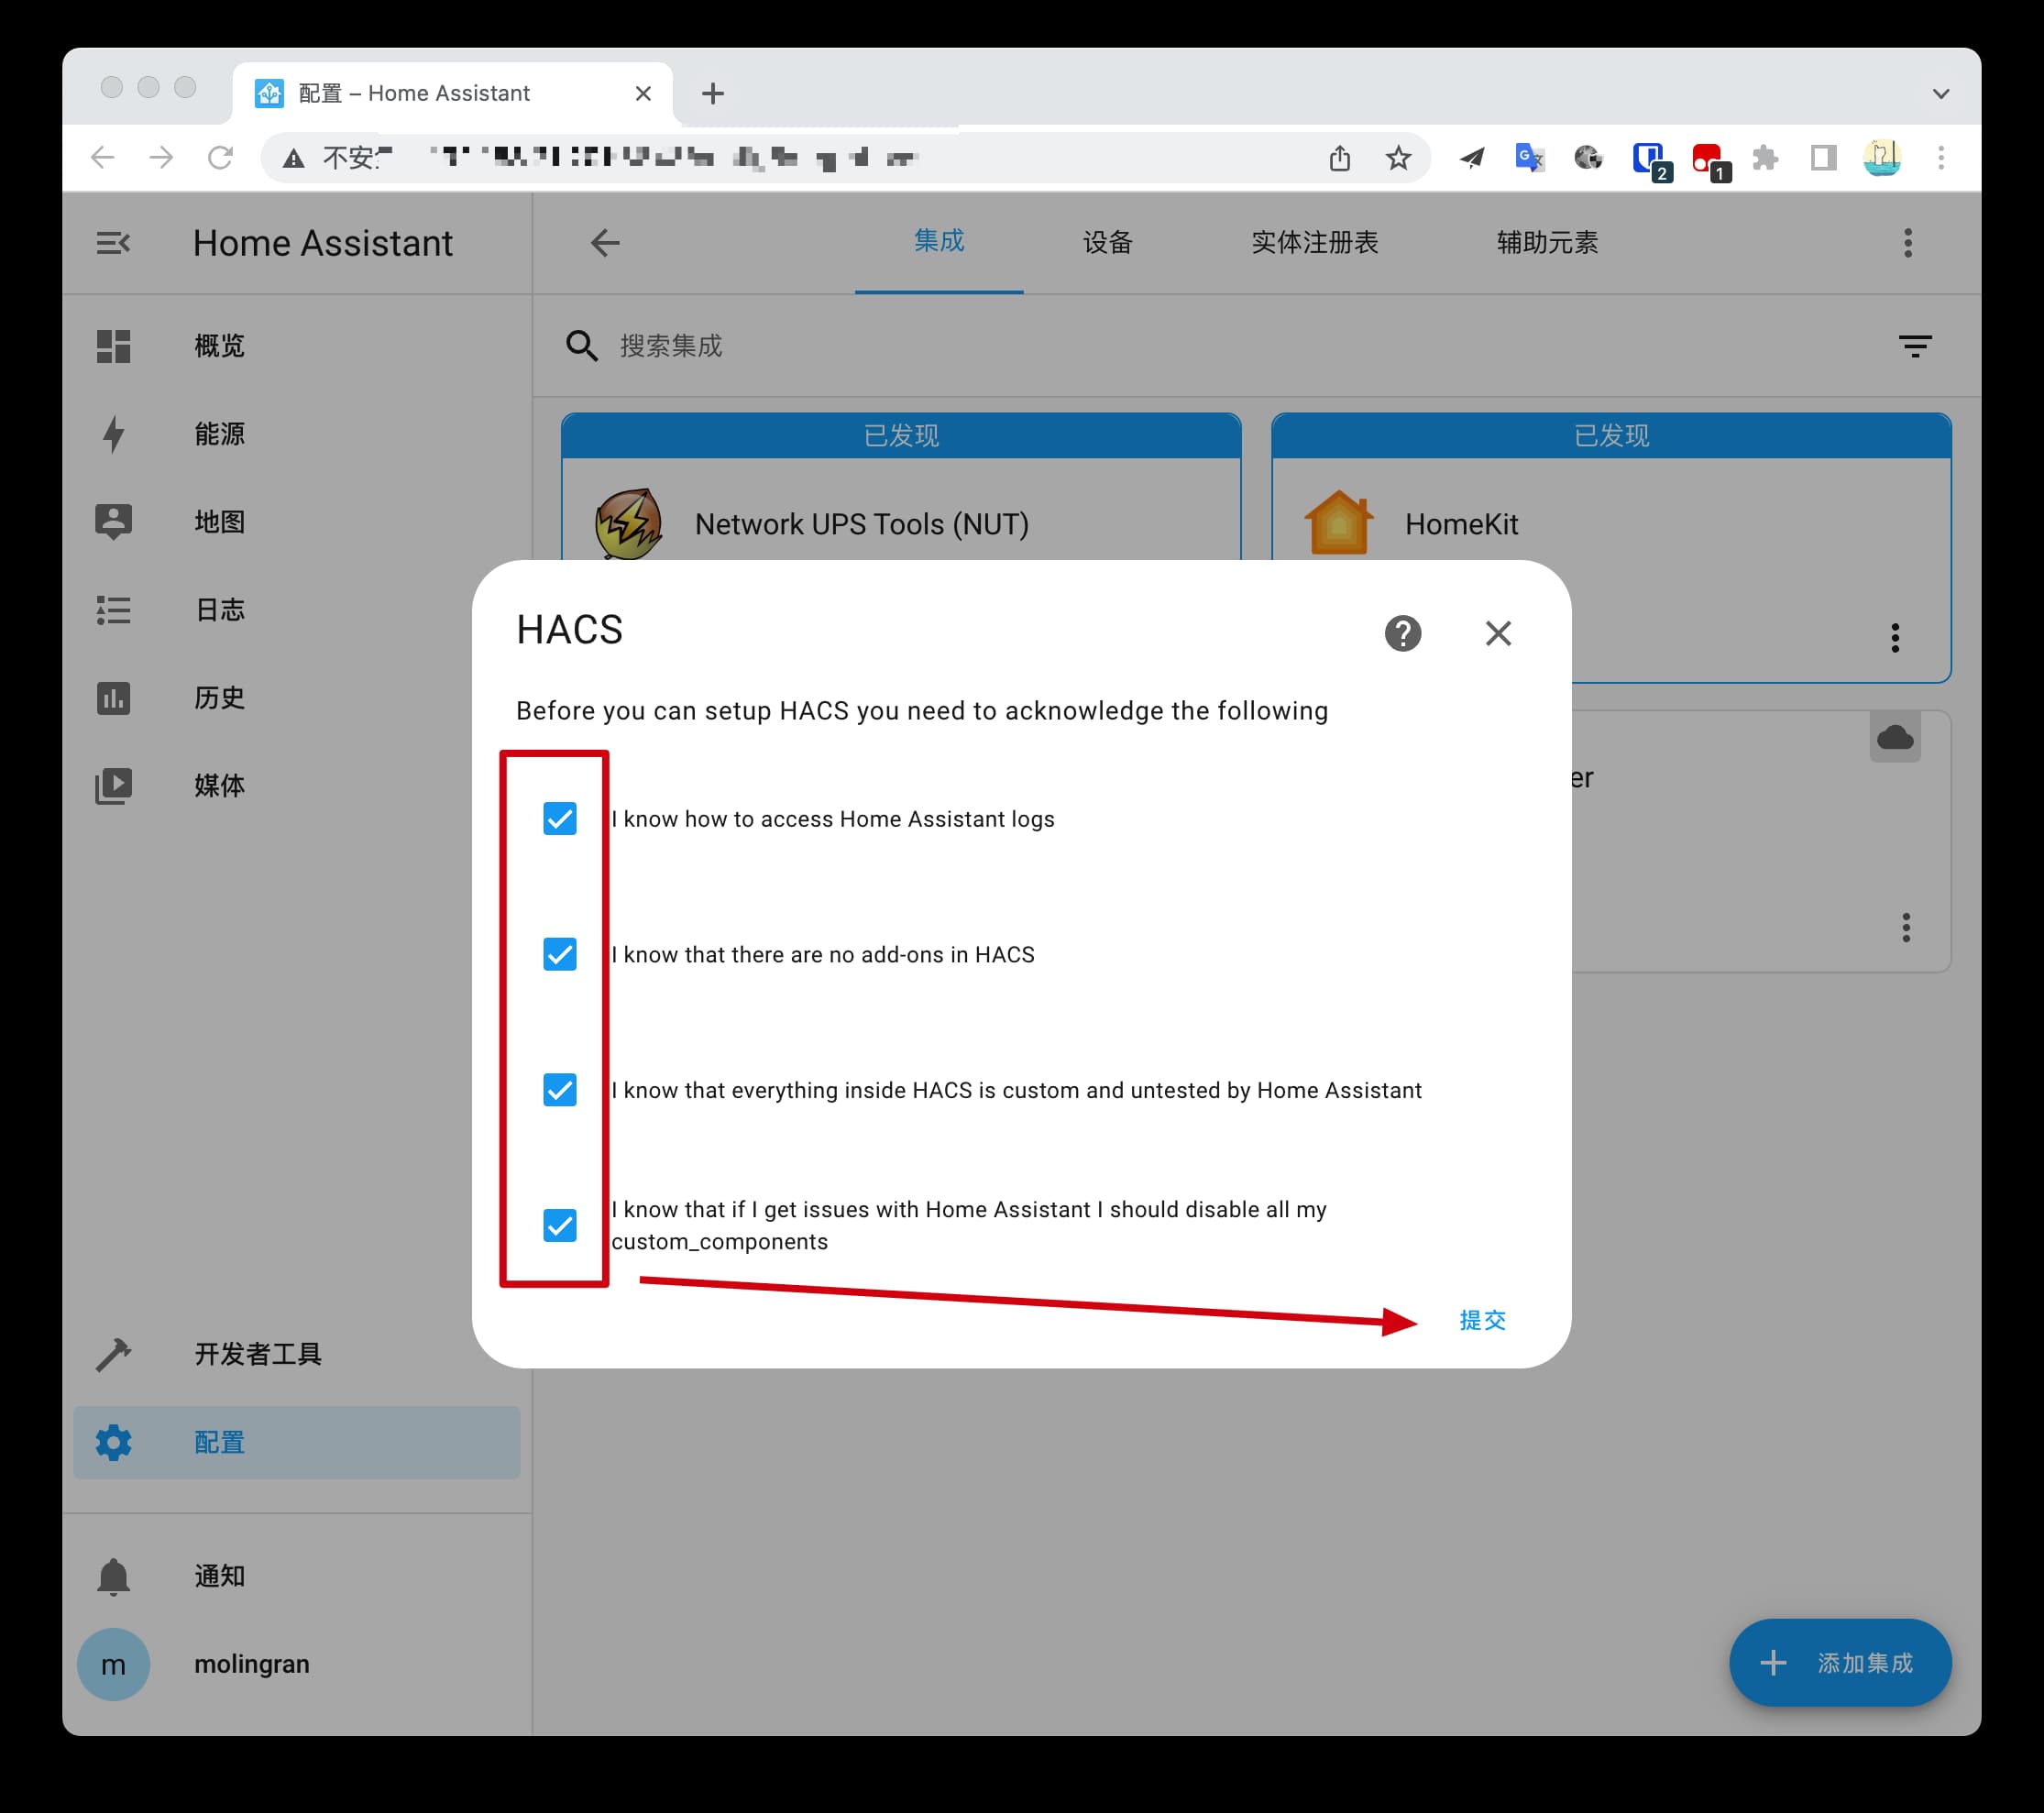 配置 – Home Assistant
不安
2
1
Home Assistant
集成
设备
实体注册表
辅助元素
概览
搜索集成
能源
已发现
已发现
地图
Network UPS Tools (NUT)
HomeKit
日志
HACS
历史
Before you can setup HACS you need to acknowledge the following
媒体
er
I know how to access Home Assistant logs
I know that there are no add-ons in HACS
I know that everything inside HACS is custom and untested by Home Assistant
I know that if I get issues with Home Assistant I should disable all my
custom_components
提交
开发者工具
配置
通知
m
molingran
添加集成